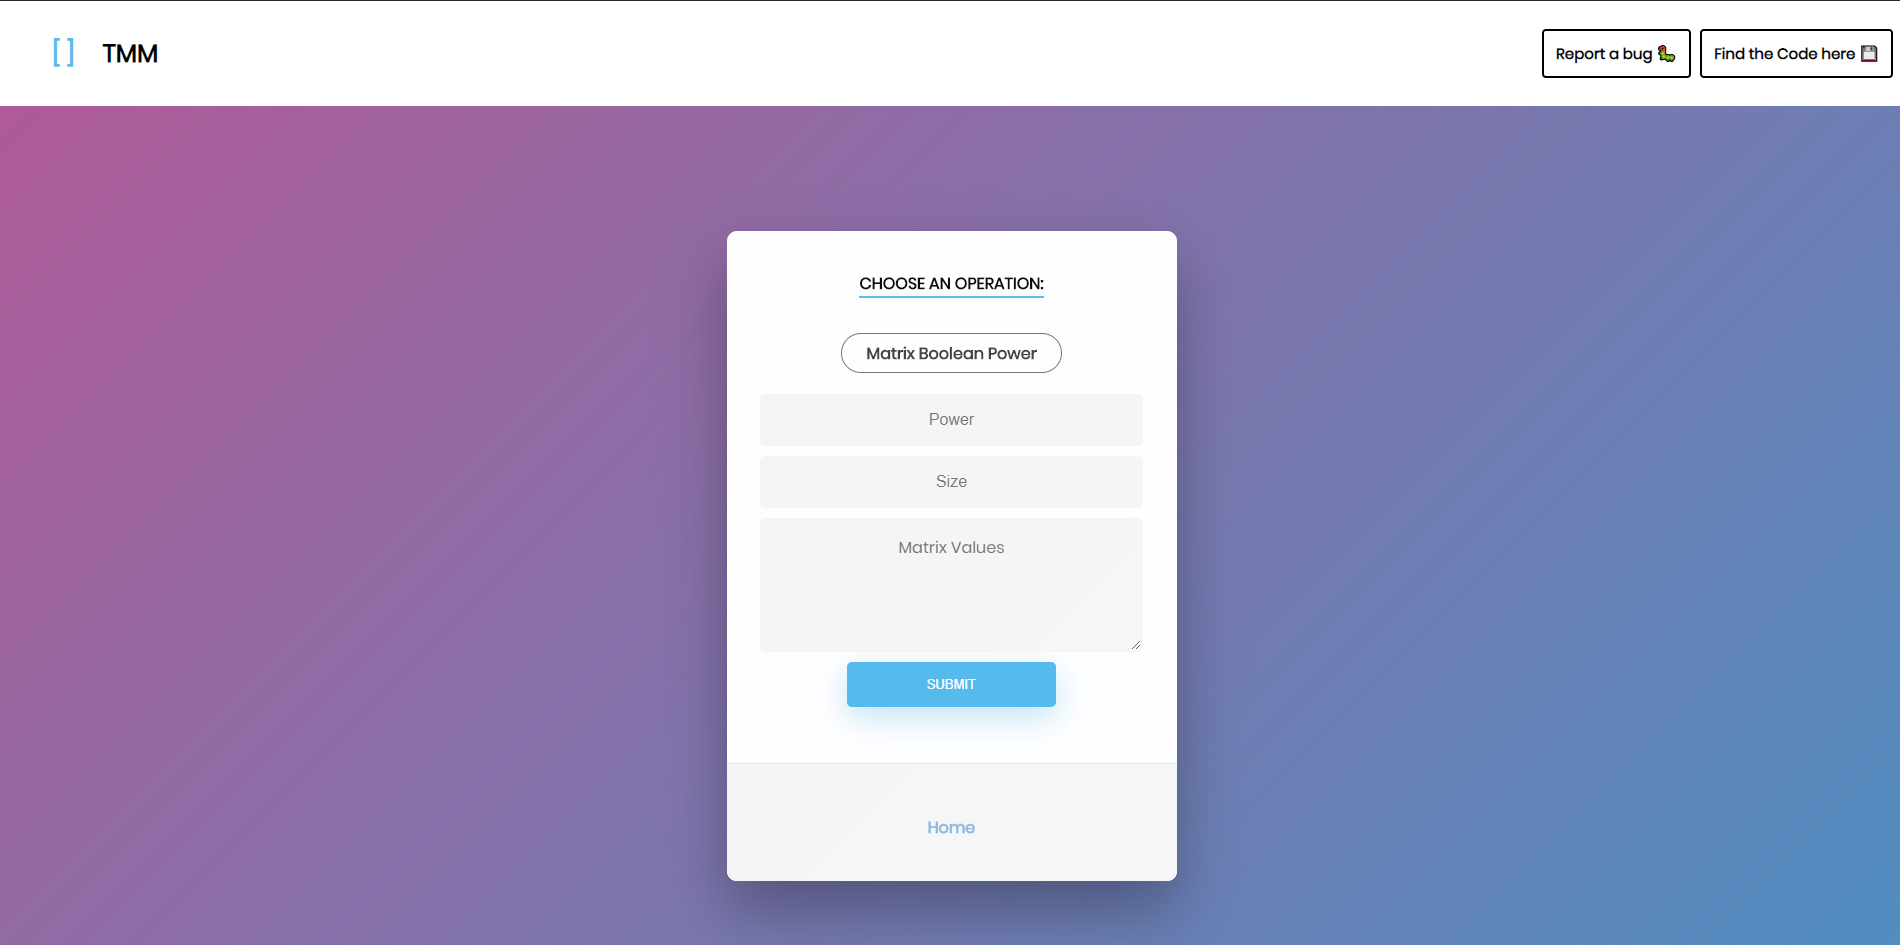 [ ] TMM
Report a bug 🐛
Find the Code here 💾
CHOOSE AN OPERATION:
Matrix Boolean Power
Power
Size
Matrix Values
SUBMIT
Home